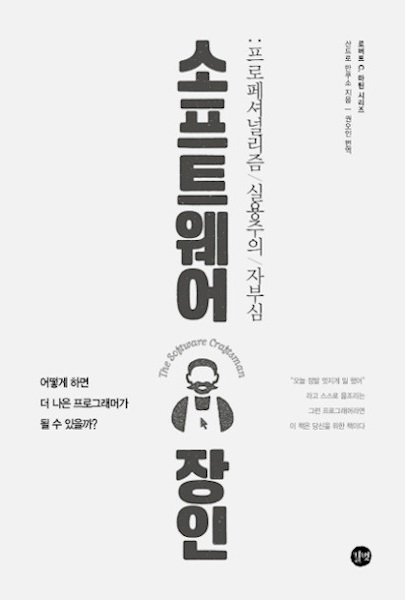 로버트 C. 마틴 시리즈
산드로 만쿠소 지음 — 권오인 번역
:프로페셔널리즘/실용주의/자부심
소프트웨어
The Software Craftsman
장인
어떻게 하면
더 나은 프로그래머가
될 수 있을까?
"오늘 정말 멋지게 일 했어"
라고 스스로 읊조리는
그런 프로그래머라면
이 책은 당신을 위한 책이다
길벗